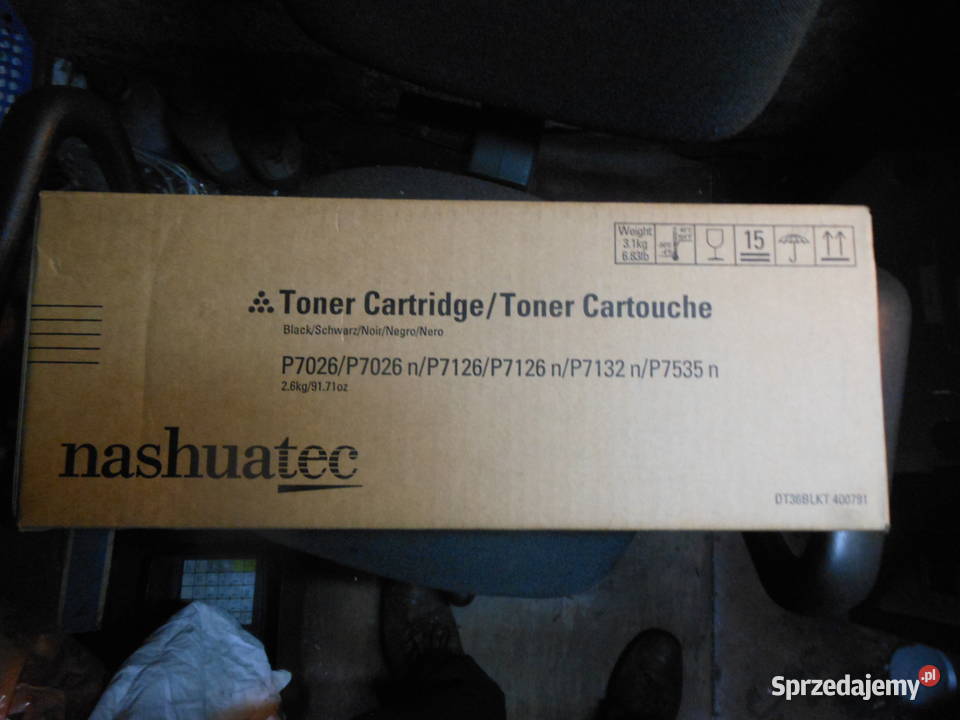 Weight
3.1kg
6.83lb
15
Toner Cartridge/Toner Cartouche
Black/Schwarz/Noir/Negro/Nero
P7026/P7026 n/P7126/P7126 n/P7132 n/P7535 n
2.6kg/91.71oz
nashuatec
DT36BLKT 400791
Sprzedajemy.pl